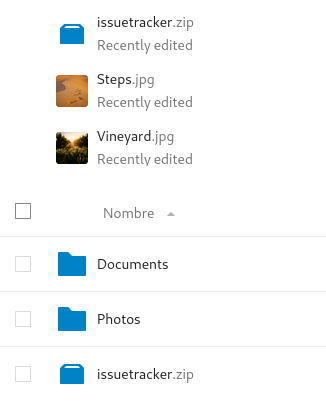 issuetracker.zip
Recently edited
Steps.jpg
Recently edited
Vineyard.jpg
Recently edited
Nombre
Documents
Photos
issuetracker.zip